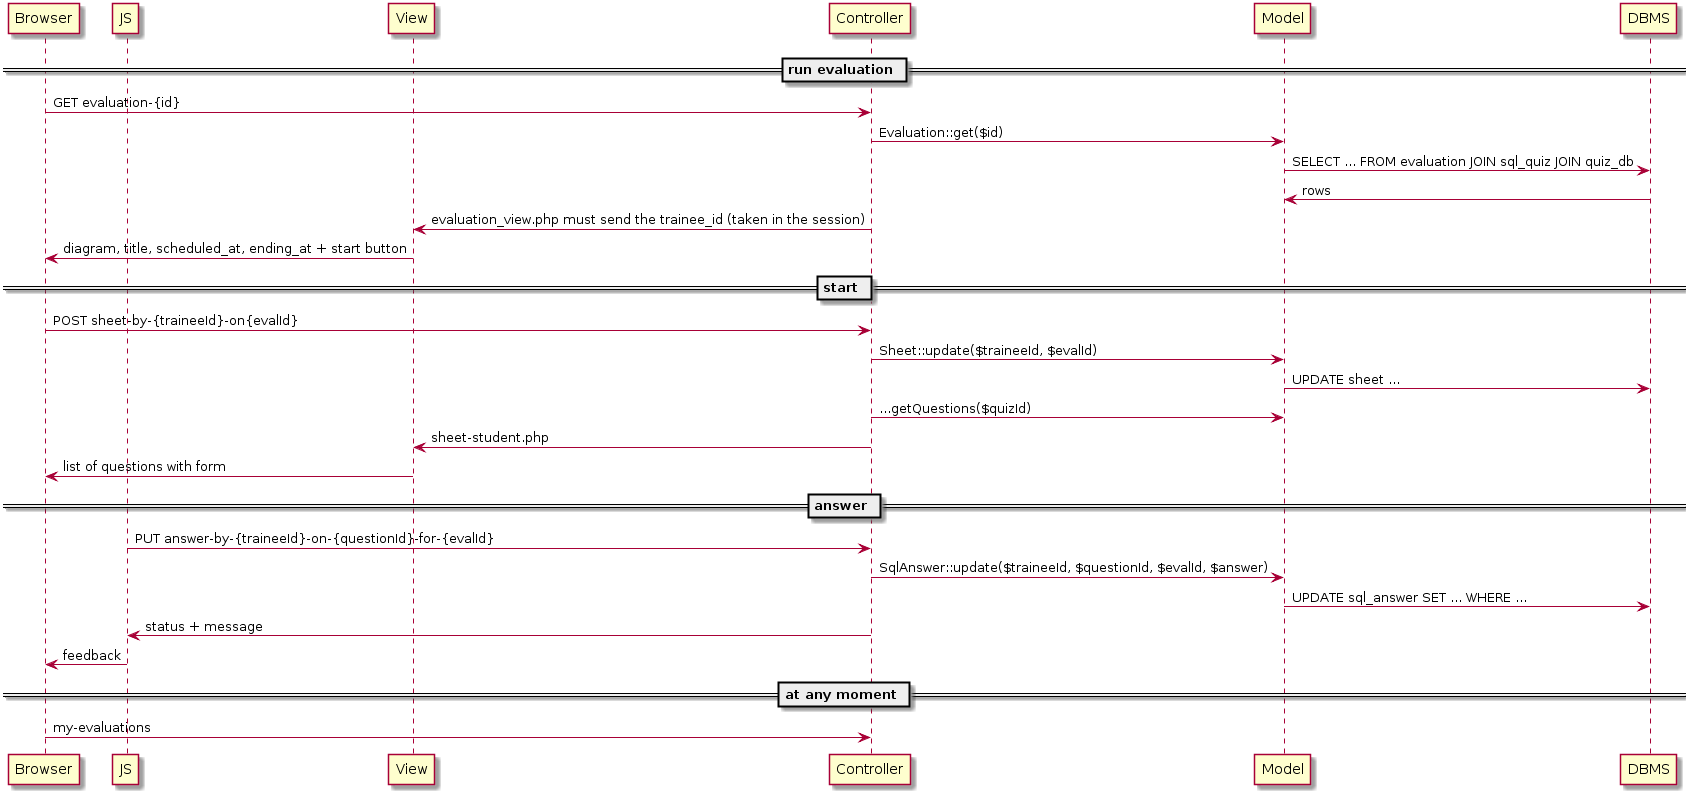 Browser JS View Controller Model DBMS
run evaluation
GET evaluation-{id}
Evaluation::get($id)
SELECT ... FROM evaluation JOIN sql_quiz JOIN quiz_db
rows
evaluation_view.php must send the trainee_id (taken in the session)
diagram, title, scheduled_at, ending_at + start button
start
POST sheet-by-{traineeId}-on{evalId}
Sheet::update($traineeId, $evalId)
UPDATE sheet ...
...getQuestions($quizId)
sheet-student.php
list of questions with form
answer
PUT answer-by-{traineeId}-on-{questionId}-for-{evalId}
SqlAnswer::update($traineeId, $questionId, $evalId, $answer)
UPDATE sql_answer SET ... WHERE ...
status + message
feedback
at any moment
my-evaluations
Browser JS View Controller Model DBMS